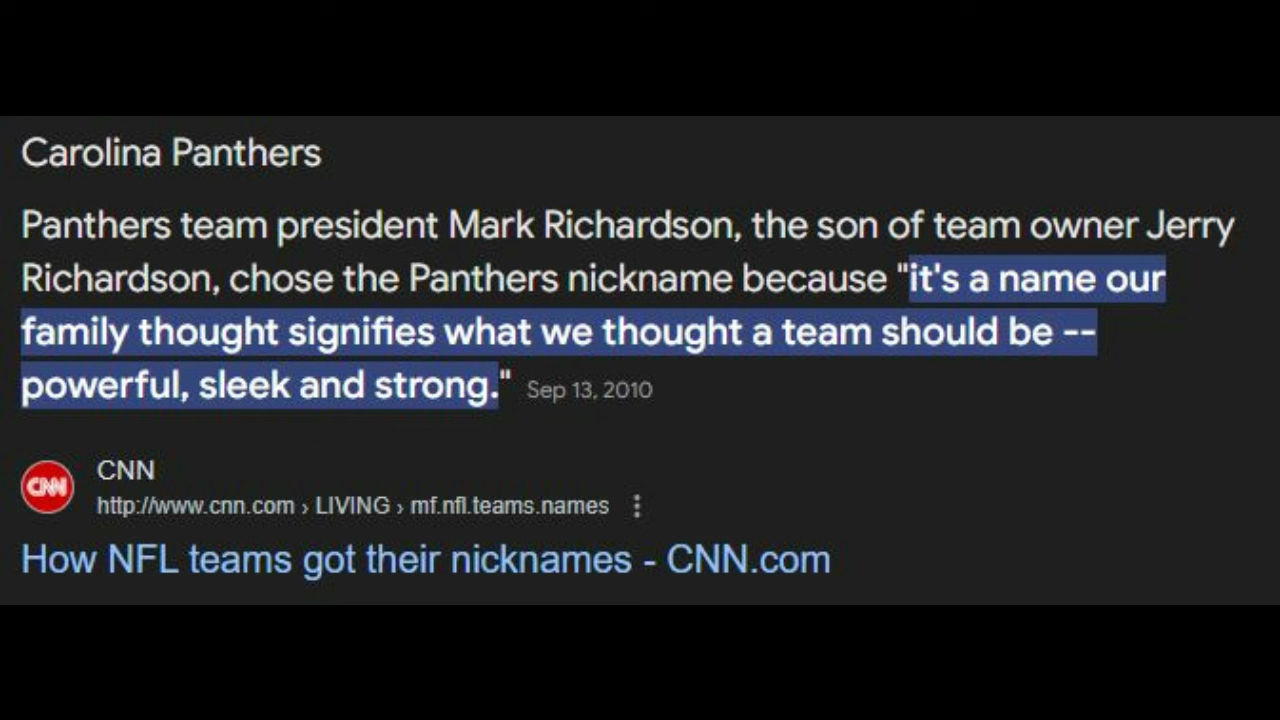 Carolina Panthers
Panthers team president Mark Richardson, the son of team owner Jerry
Richardson, chose the Panthers nickname because "it's a name our
family thought signifies what we thought a team should be --
powerful, sleek and strong." Sep 13, 2010
CNN
CNN
http://www.cnn.com › LIVING › mf.nfl.teams.names
How NFL teams got their nicknames - CNN.com